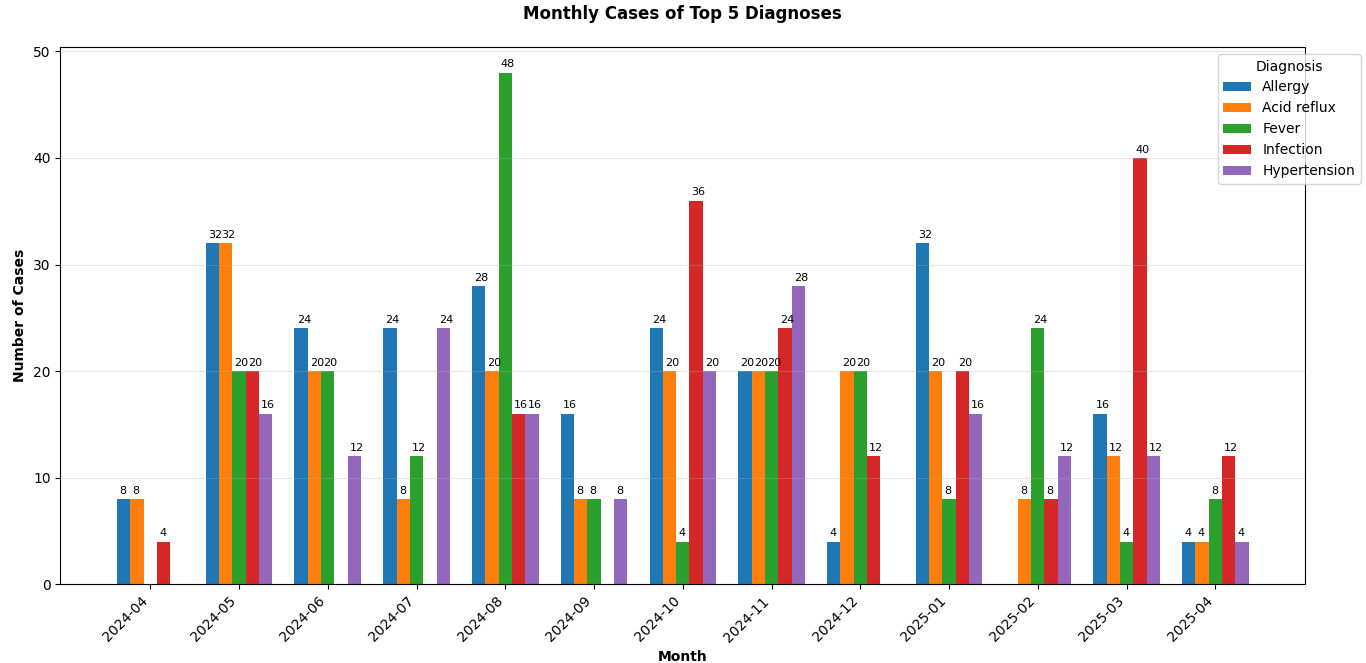 Monthly Cases of Top 5 Diagnoses
Number of Cases
50
40
30
20
10
0
Diagnosis
Allergy
Acid reflux
Fever
Infection
Hypertension
8 8 4
32 32 20 20 16
24 20 20 12
24 8 12 24
28 20 48 16 16
16 8 8 8
24 20 4 36 20
20 20 20 24 28
4 20 20 12
32 20 8 20 16
8 24 8 12
16 12 4 40 12
4 4 8 12 4
2024-04
2024-05
2024-06
2024-07
2024-08
2024-09
2024-10
2024-11
2024-12
2025-01
2025-02
2025-03
2025-04
Month